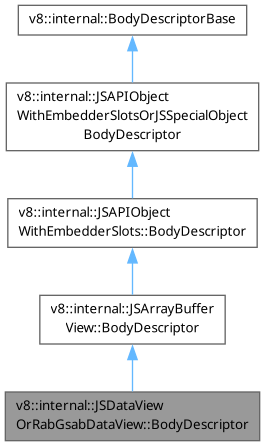 v8::internal::BodyDescriptorBase
v8::internal::JSAPIObject
WithEmbedderSlotsOrJSSpecialObject
BodyDescriptor
v8::internal::JSAPIObject
WithEmbedderSlots::BodyDescriptor
v8::internal::JSArrayBuffer
View::BodyDescriptor
v8::internal::JSDataView
OrRabGsabDataView::BodyDescriptor